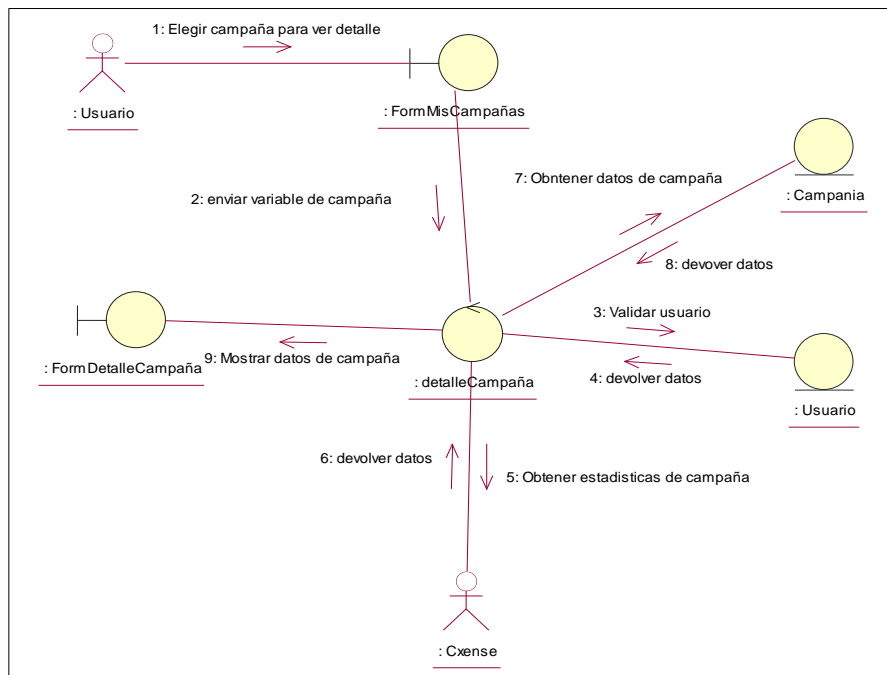 1: Elegir campaña para ver detalle
: Usuario
: FormMisCampañas
7: Obntener datos de campaña
: Campania
2: enviar variable de campaña
8: devover datos
3: Validar usuario
9: Mostrar datos de campaña
: FormDetalleCampaña
: detalleCampaña
4: devolver datos
: Usuario
6: devolver datos
5: Obtener estadisticas de campaña
: Cxense